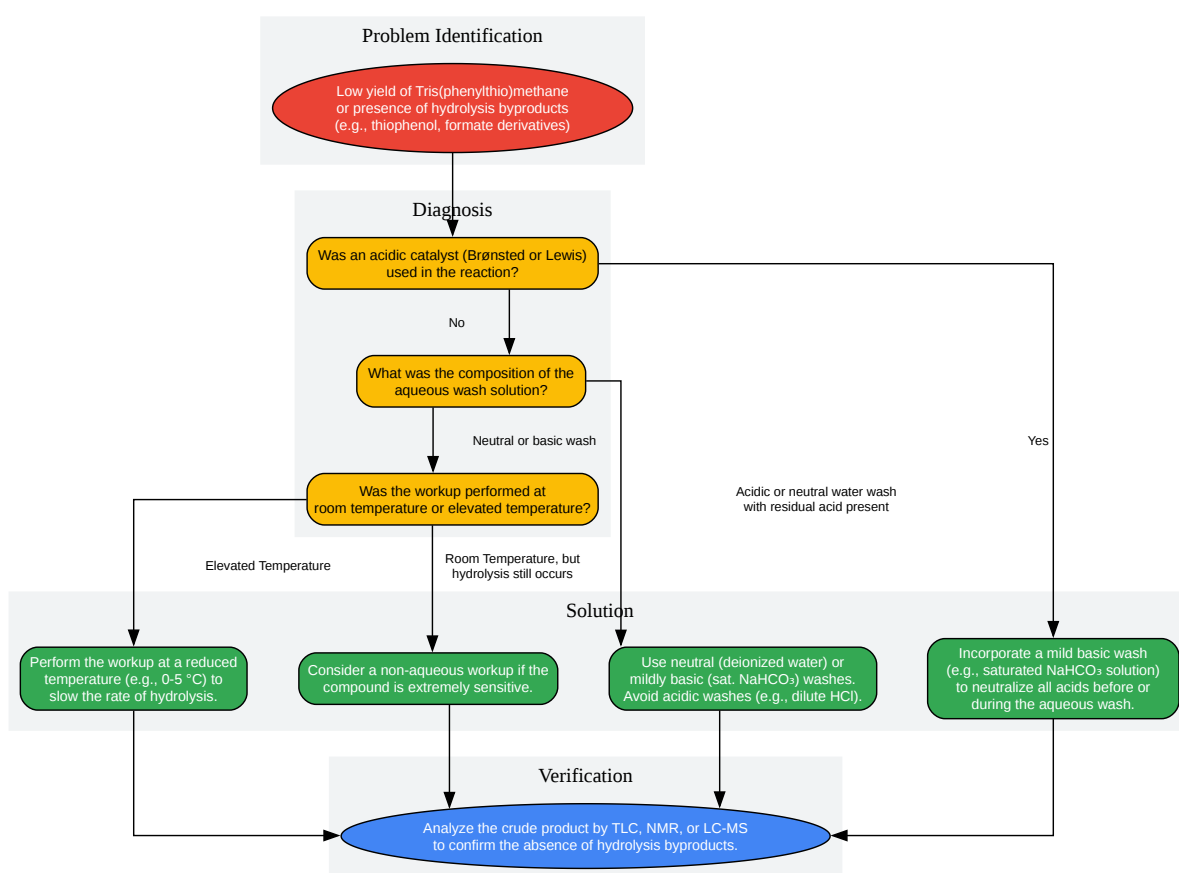 Problem Identification
Low yield of Tris(phenylthio)methane
or presence of hydrolysis byproducts
(e.g., thiophenol, formate derivatives)
Diagnosis
Was an acidic catalyst (Brønsted or Lewis)
used in the reaction?
No
What was the composition of the
aqueous wash solution?
Neutral or basic wash
Yes
Was the workup performed at
room temperature or elevated temperature?
Acidic or neutral water wash
with residual acid present
Elevated Temperature
Room Temperature, but
hydrolysis still occurs
Solution
Perform the workup at a reduced
temperature (e.g., 0-5 °C) to
slow the rate of hydrolysis.
Consider a non-aqueous workup if the
compound is extremely sensitive.
Use neutral (deionized water) or
mildly basic (sat. NaHCO₃) washes.
Avoid acidic washes (e.g., dilute HCl).
Incorporate a mild basic wash
(e.g., saturated NaHCO₃ solution)
to neutralize all acids before or
during the aqueous wash.
Verification
Analyze the crude product by TLC, NMR, or LC-MS
to confirm the absence of hydrolysis byproducts.